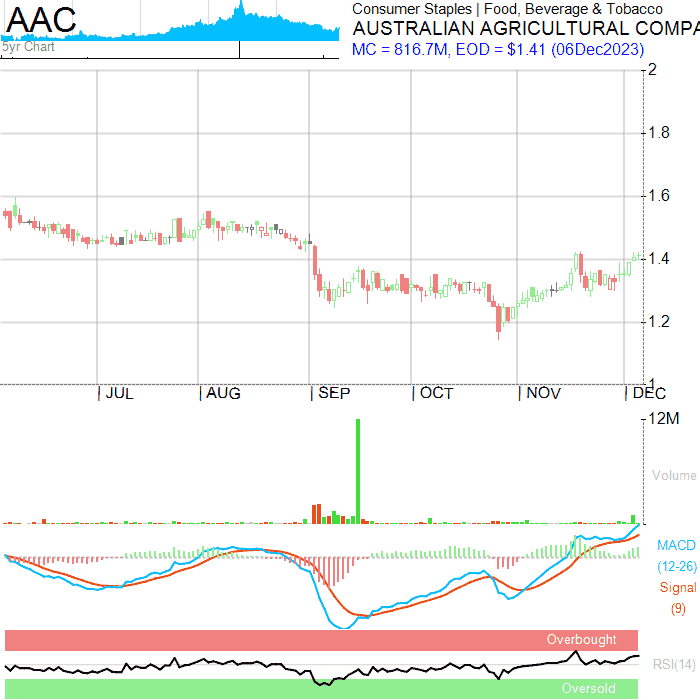 AAC
5yr Chart
Consumer Staples | Food, Beverage & Tobacco
AUSTRALIAN AGRICULTURAL COMPA
MC = 816.7M, EOD = $1.41 (06Dec2023)
2
1.8
1.6
1.4
1.2
1
JUL AUG SEP OCT NOV DEC
12M
Volume
MACD
(12-26)
Signal
(9)
Overbought
RSI(14)
Oversold